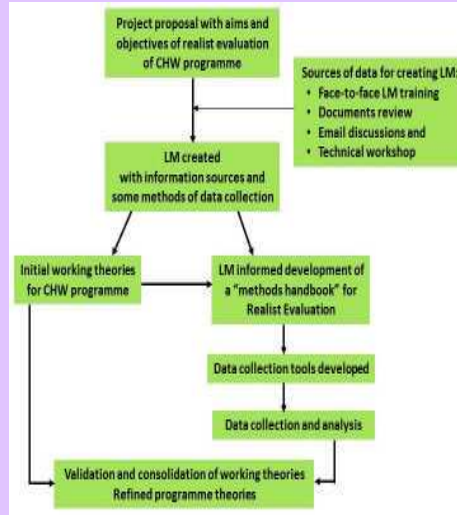 Project proposal with aims and
objectives of realist evaluation
of CHW programme
Sources of data for creating LM:
• Face-to-face LM training
• Documents review
• Email discussions and
• Technical workshop
LM created
with information sources and
some methods of data collection
Initial working theories
for CHW programme
LM informed development of
a "methods handbook" for
Realist Evaluation
Data collection tools developed
Data collection and analysis
Validation and consolidation of working theories
Refined programme theories